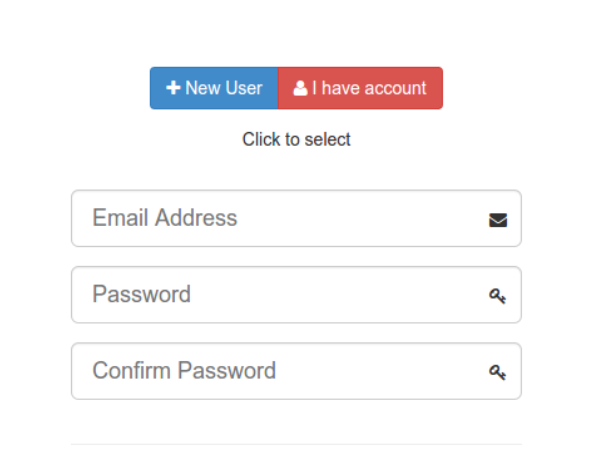 New User I have account
Click to select
Email Address
Password
Confirm Password